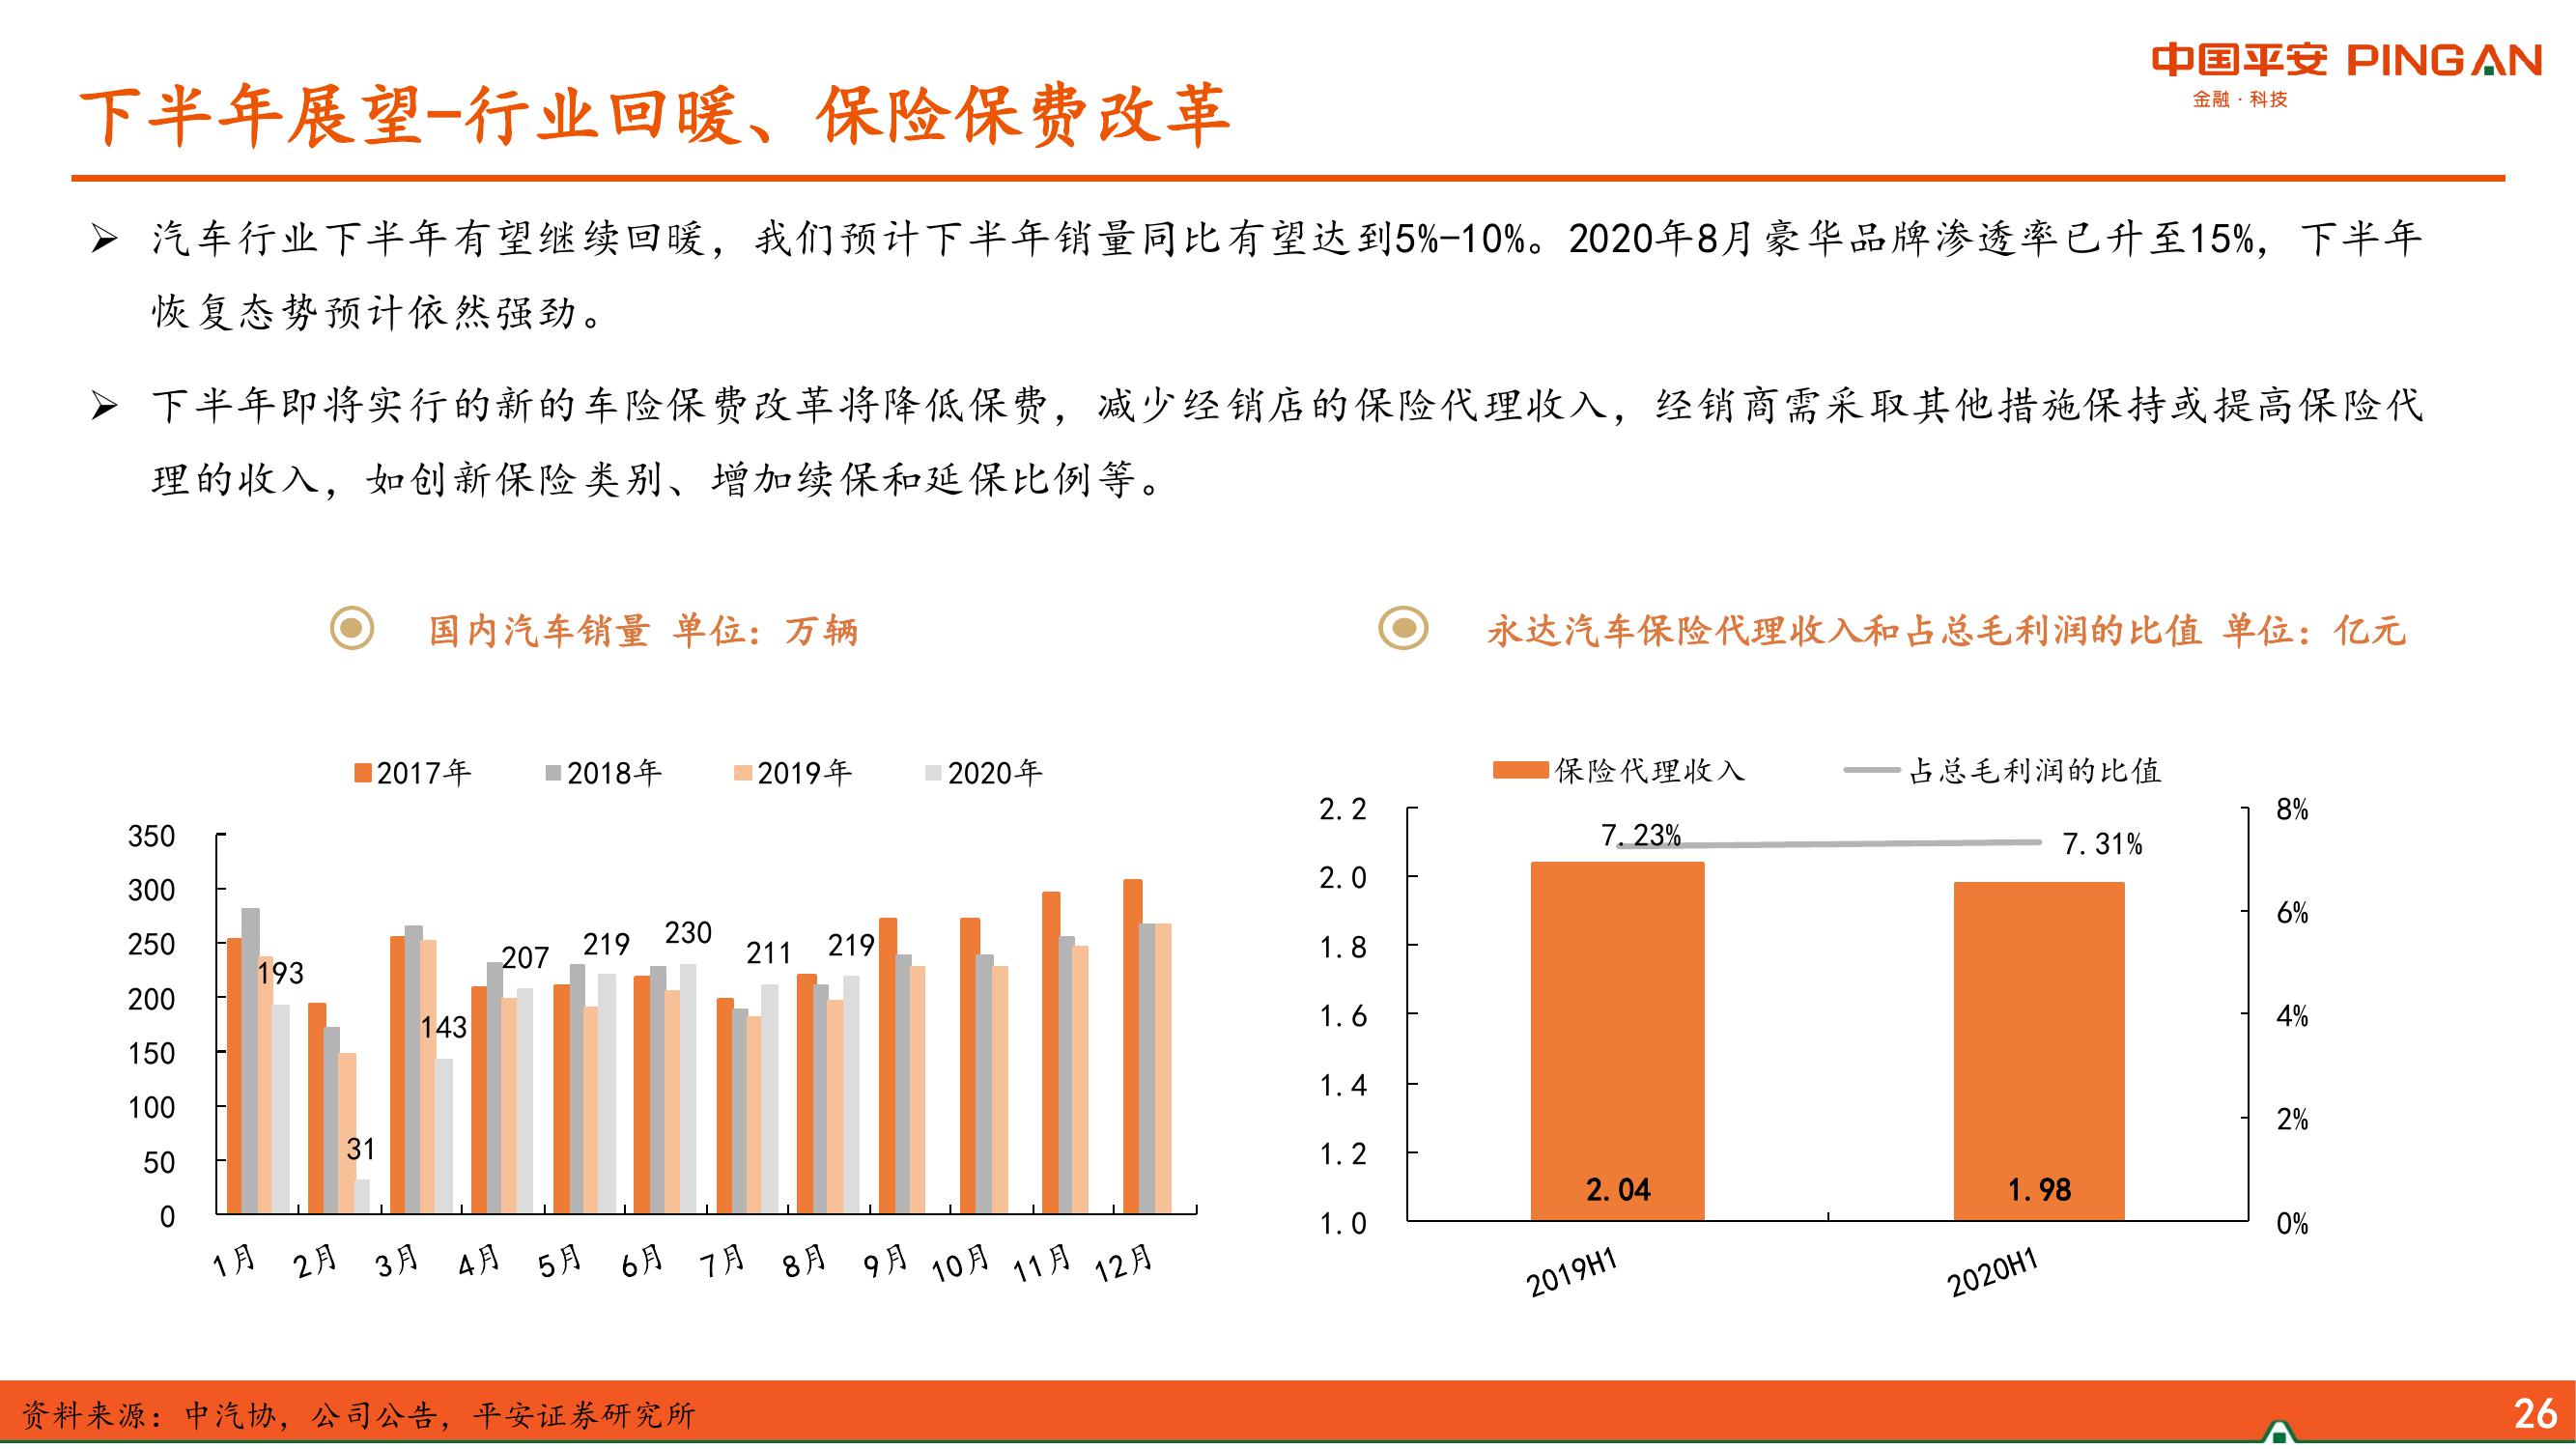 中国平安 PING AN
金融·科技
下半年展望-行业回暖、保险保费改革
汽车行业下半年有望继续回暖，我们预计下半年销量同比有望达到5%-10%。2020年8月豪华品牌渗透率已升至15%，下半年
恢复态势预计依然强劲。
下半年即将实行的新的车险保费改革将降低保费，减少经销店的保险代理收入，经销商需采取其他措施保持或提高保险代
理的收入，如创新保险类别、增加续保和延保比例等。
国内汽车销量 单位：万辆
2017年 2018年 2019年 2020年
350
300
250
200
150
100
50
0
193
31
143
207
219
230
211
219
1月 2月 3月 4月 5月 6月 7月 8月 9月 10月 11月 12月
永达汽车保险代理收入和占总毛利润的比值 单位：亿元
保险代理收入 占总毛利润的比值
2.2
2.0
1.8
1.6
1.4
1.2
1.0
7.23%
7.31%
2.04
1.98
8%
6%
4%
2%
0%
2019H1 2020H1
资料来源：中汽协，公司公告，平安证券研究所
26